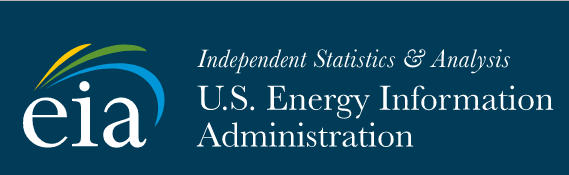 eia
Independent Statistics & Analysis
U.S. Energy Information
Administration